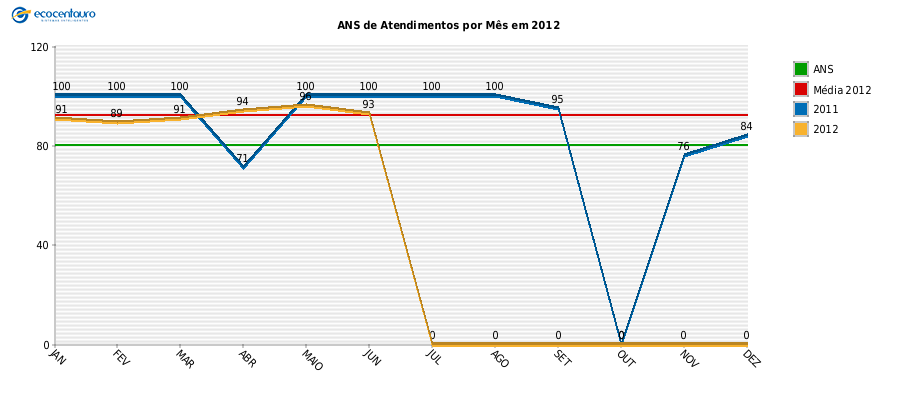 ecocentauro
ANS de Atendimentos por Mês em 2012
120
80
40
0
100 100 100 100 100 100 100
91 89 91 94 96 93
71 95 76 84
0 0 0 0 0 0 0
JAN FEV MAR ABR MAIO JUN JUL AGO SET OUT NOV DEZ
ANS
Média 2012
2011
2012